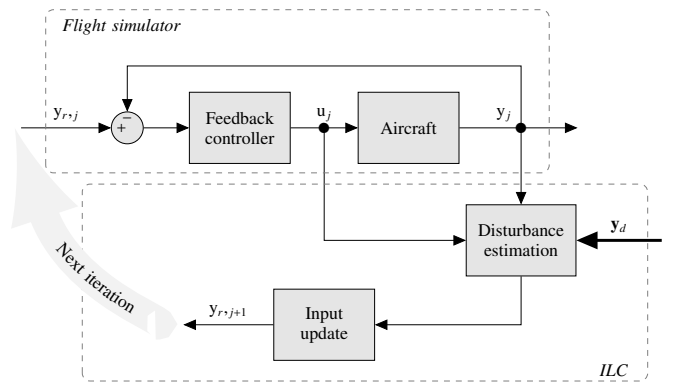 Flight simulator
y_{r,j}
−
+
Feedback
controller
u_j
Aircraft
y_j
Disturbance
estimation
y_d
Next iteration
y_{r,j+1}
Input
update
ILC